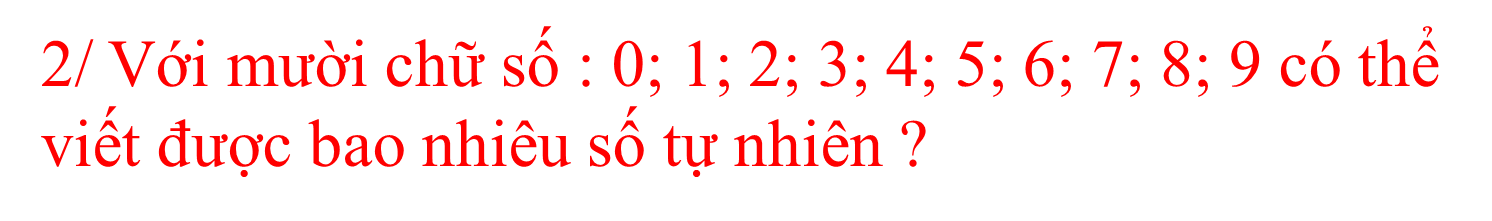 2/ Với mười chữ số : 0; 1; 2; 3; 4; 5; 6; 7; 8; 9 có thể
viết được bao nhiêu số tự nhiên ?